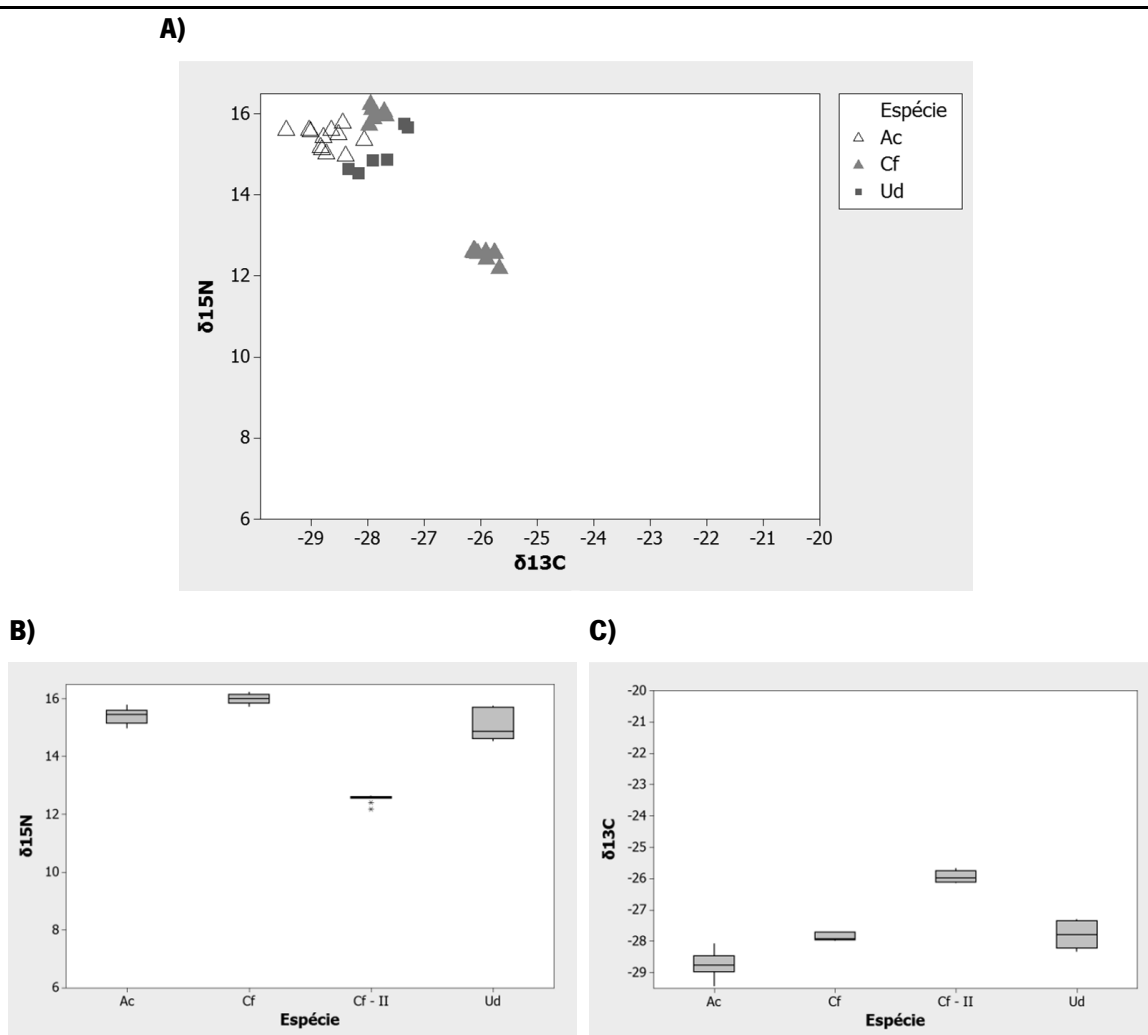 A)
δ15N
16
14
12
10
8
6
-29 -28 -27 -26 -25 -24 -23 -22 -21 -20
δ13C
Espécie
Ac
Cf
Ud
B)
δ15N
16
14
12
10
8
6
Ac Cf Cf - II Ud
Espécie
C)
δ13C
-20
-21
-22
-23
-24
-25
-26
-27
-28
-29
Ac Cf Cf - II Ud
Espécie